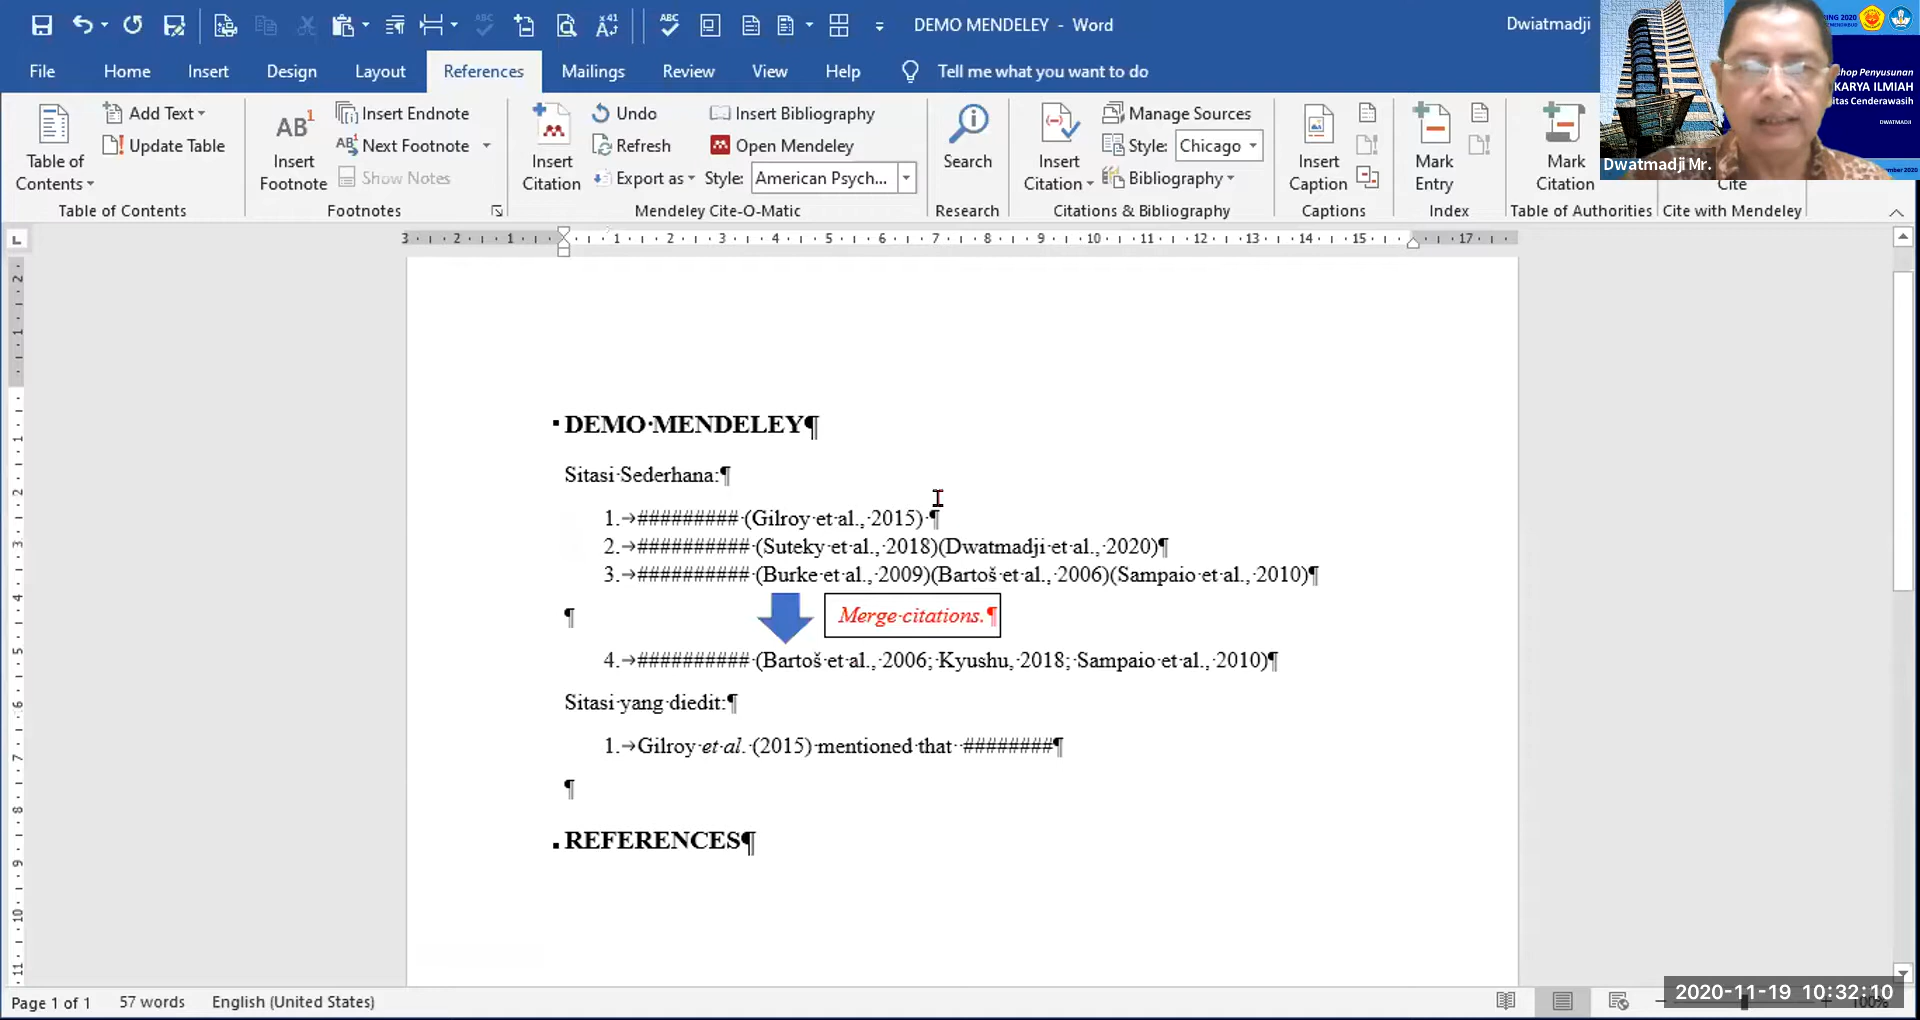 DEMO MENDELEY - Word
Dwiatmadji
File Home Insert Design Layout References Mailings Review View Help Tell me what you want to do
Table of Contents
Add Text
Update Table
Table of Contents
AB1
Insert Footnote
Insert Endnote
Next Footnote
Show Notes
Footnotes
Insert Citation
Undo
Refresh
Export as
Insert Bibliography
Open Mendeley
Style: American Psych...
Mendeley Cite-O-Matic
Search
Research
Insert Citation
Manage Sources
Style: Chicago
Bibliography
Citations & Bibliography
Insert Caption
Captions
Mark Entry
Index
Mark Citation
Table of Authorities
Cite
Cite with Mendeley
KARYA ILMIAH
Dwatmadji Mr.
DEMO MENDELEY¶
Sitasi Sederhana:¶
1. ######### (Gilroy et al., 2015) ¶
2. ########## (Suteky et al., 2018)(Dwatmadji et al., 2020)¶
3. ########## (Burke et al., 2009)(Bartoš et al., 2006)(Sampaio et al., 2010)¶
Merge citations.¶
4. ########## (Bartoš et al., 2006; Kyushu, 2018; Sampaio et al., 2010)¶
Sitasi yang diedit:¶
1. Gilroy et al. (2015) mentioned that ########¶
¶
REFERENCES¶
Page 1 of 1 57 words English (United States)
2020-11-19 10:32:10